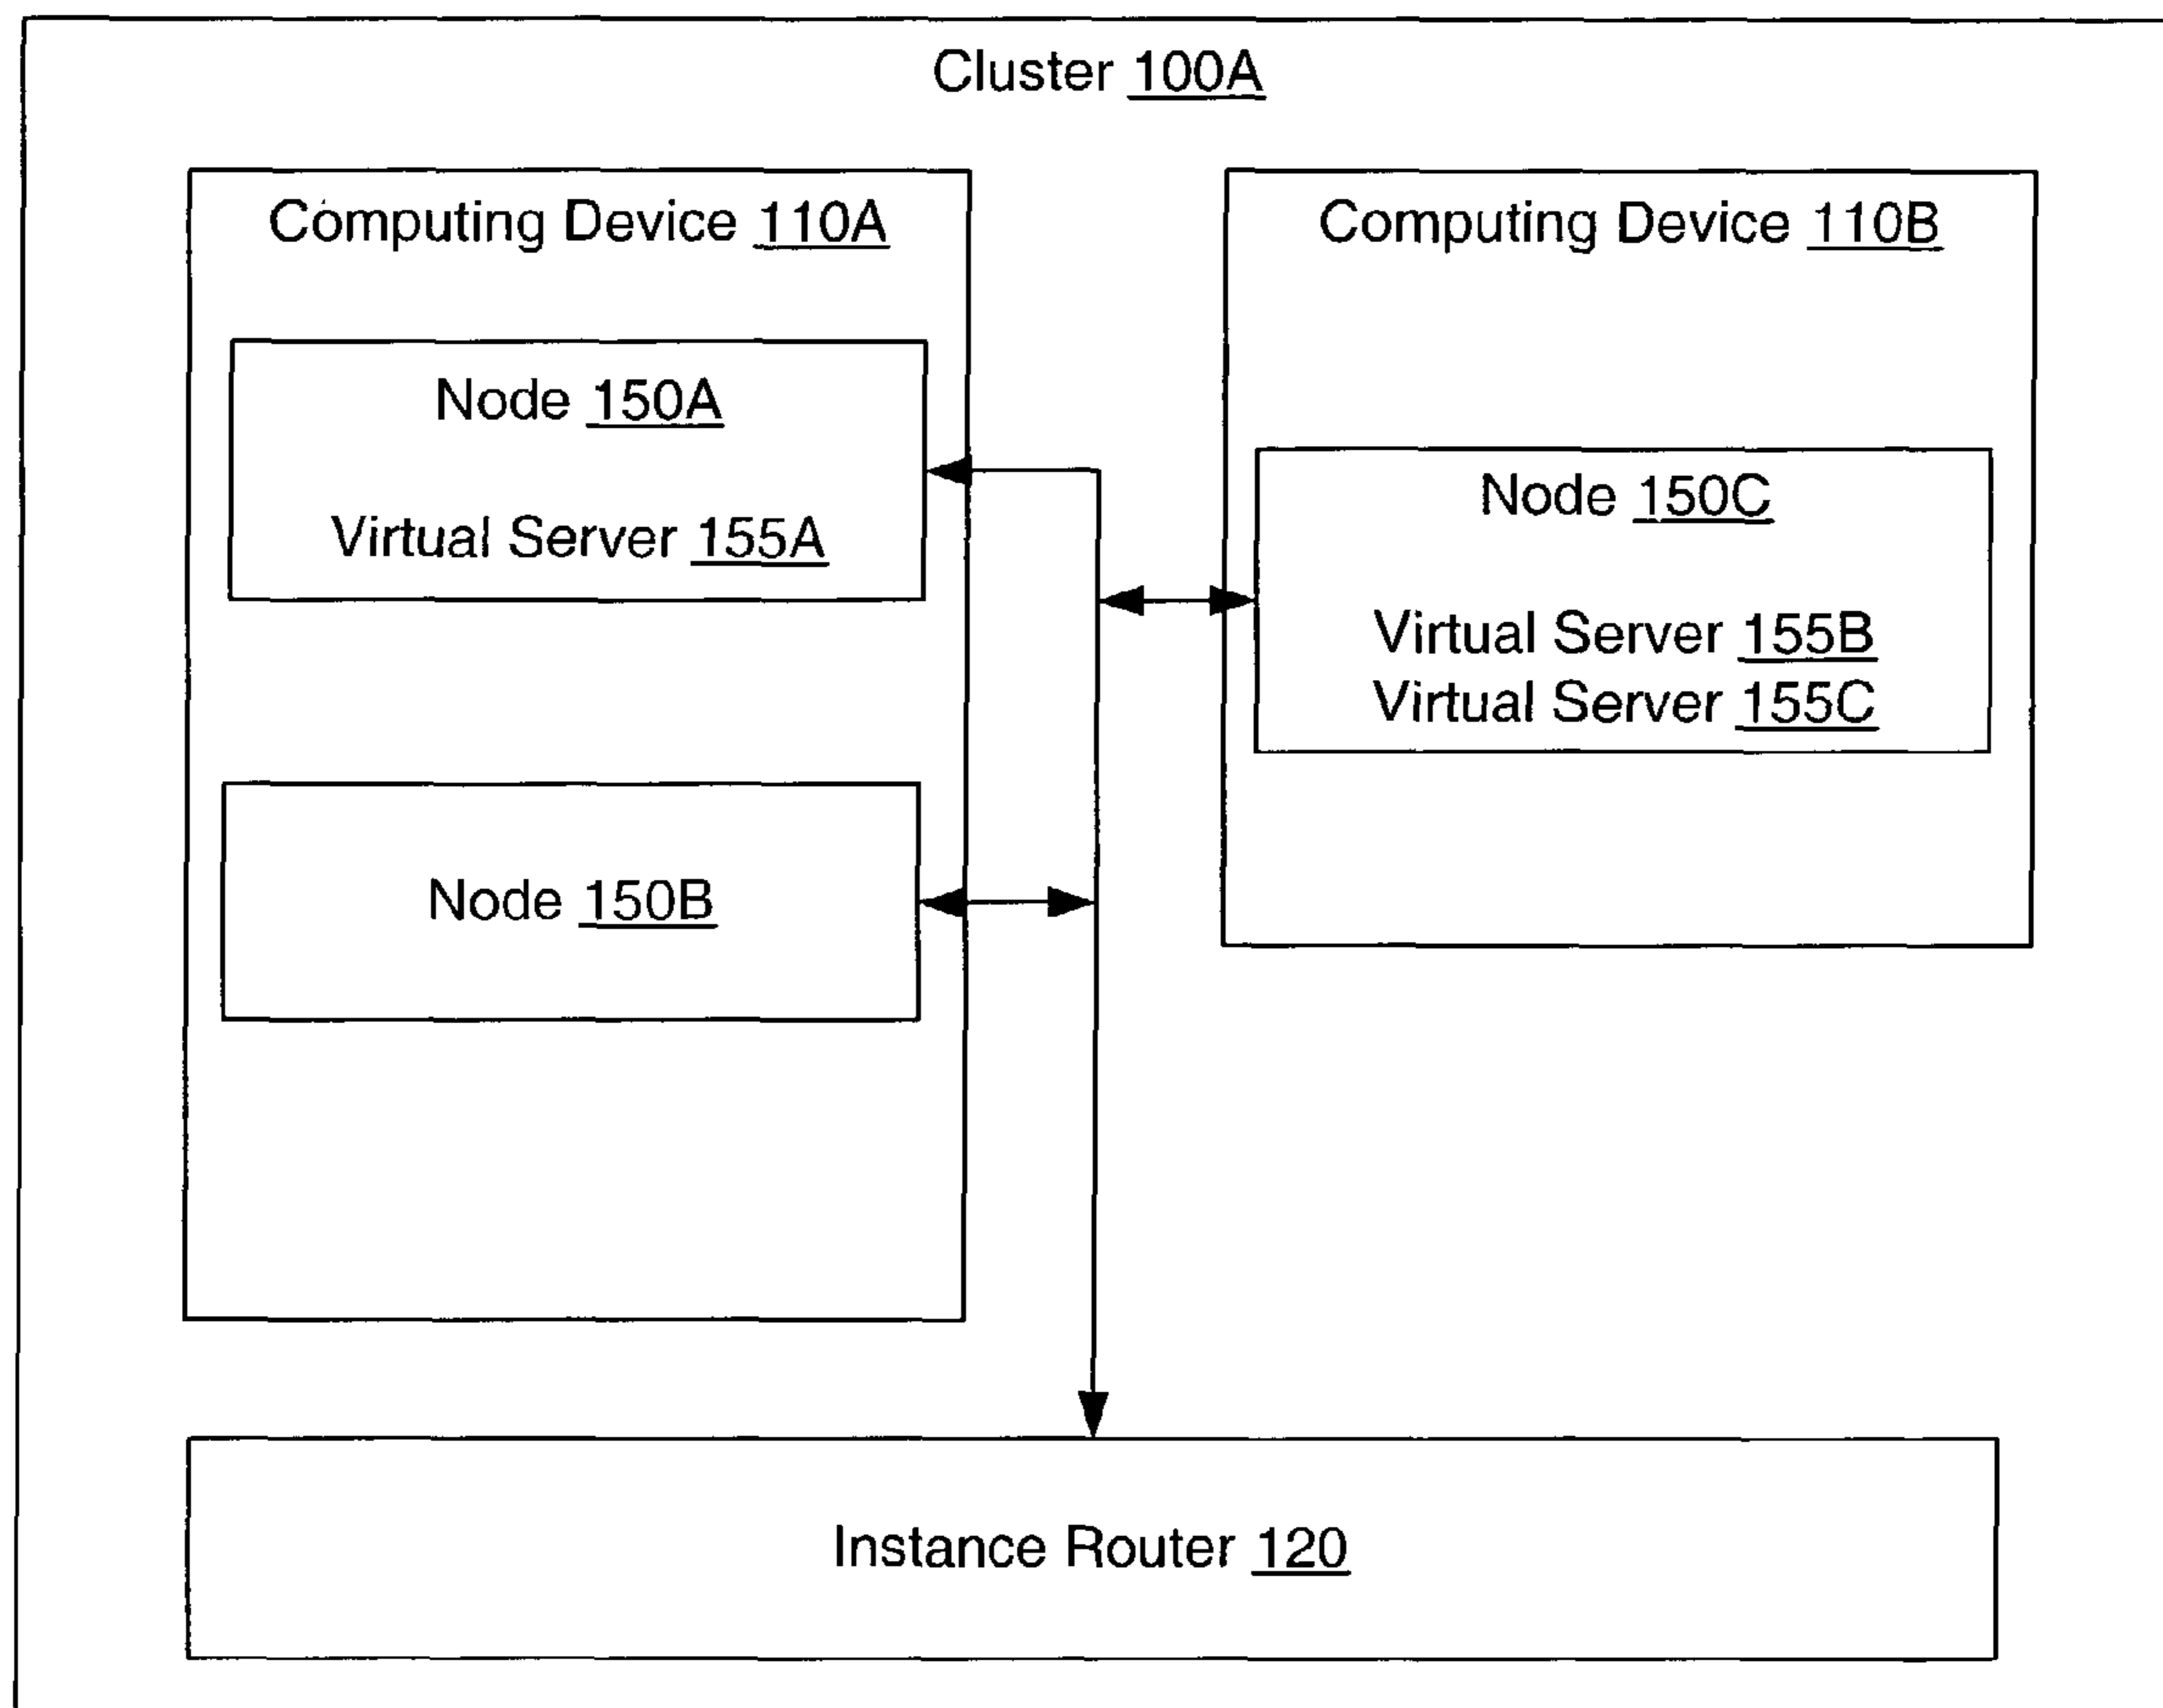 Cluster 100A
Computing Device 110A
Node 150A
Virtual Server 155A
Node 150B
Computing Device 110B
Node 150C
Virtual Server 155B
Virtual Server 155C
Instance Router 120